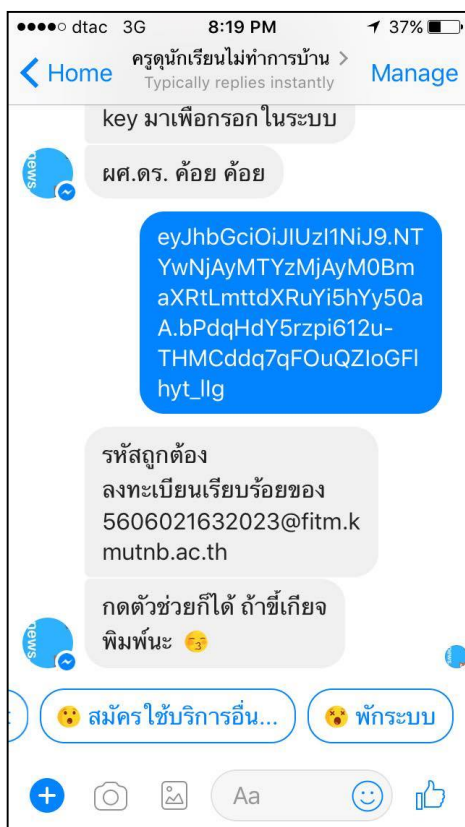 dtac 3G 8:19 PM 37%
ครูดุนักเรียนไม่ทำการบ้าน >
Home Typically replies instantly Manage
key มาเพื่อกรอกในระบบ
news
ผศ.ดร. ค้อย ค้อย
eyJhbGciOiJIUzI1NiJ9.NT
YwNjAyMTYzMjAyM0Bm
aXRtLmttdXRuYi5hYy50a
A.bPdqHdY5rzpi612u-
THMCddq7qFOuQZIoGFl
hyt_lIg
รหัสถูกต้อง
ลงทะเบียนเรียบร้อยของ
5606021632023@fitm.k
mutnb.ac.th
กดตัวช่วยก็ได้ ถ้าขี้เกียจ
พิมพ์นะ
news
สมัครใช้บริการอื่น... พักระบบ
Aa